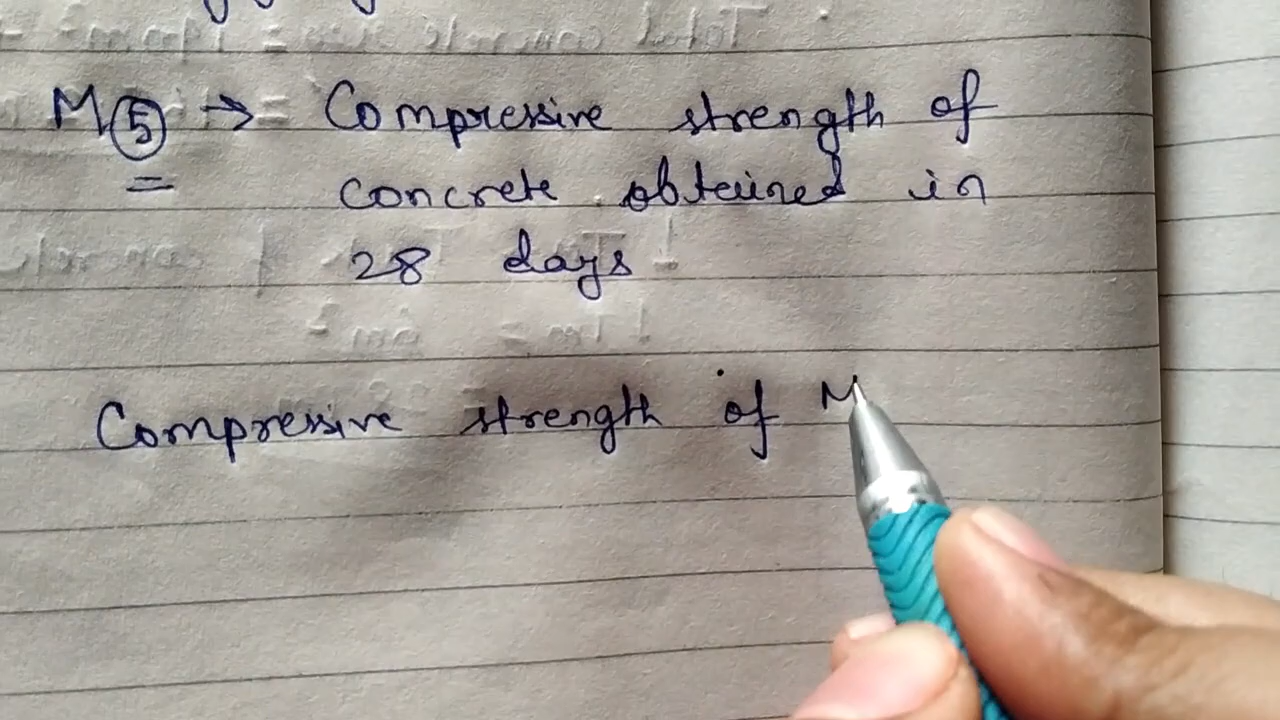 M5 → Compressive strength of
=
concrete obtained in
28 days
Compressive strength of M